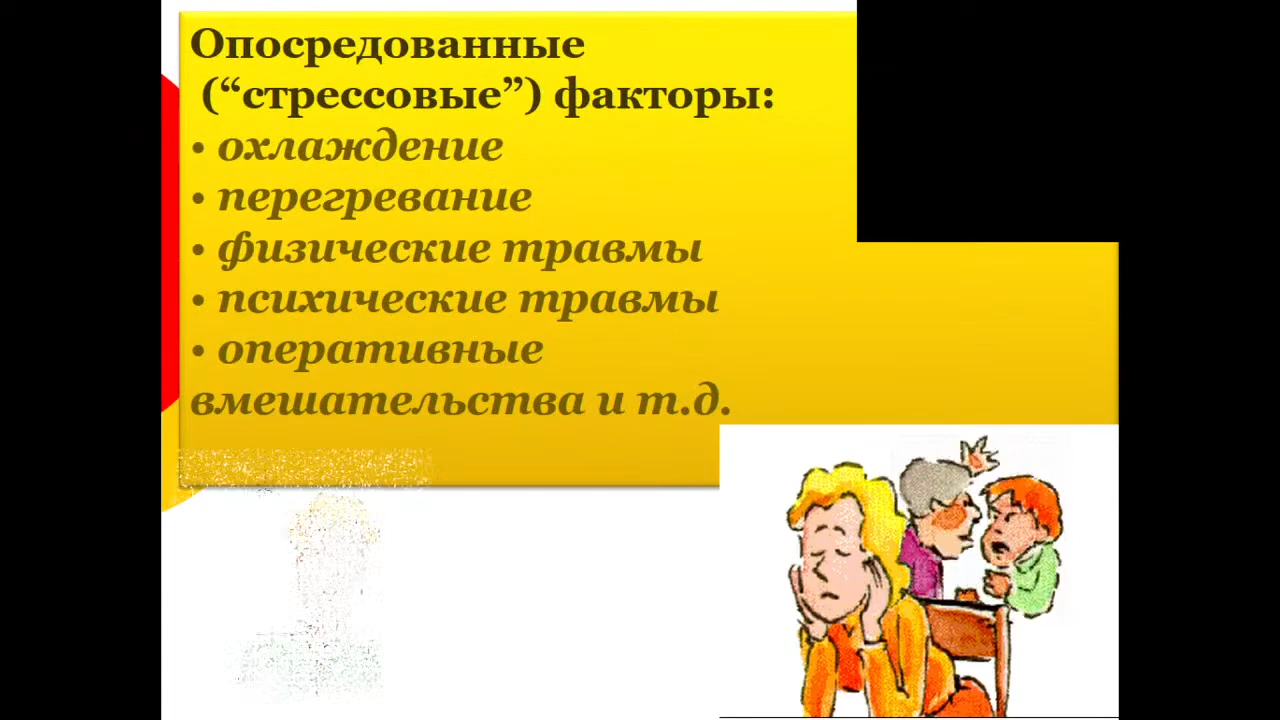 Опосредованные
(“стрессовые”) факторы:
• охлаждение
• перегревание
• физические травмы
• психические травмы
• оперативные
вмешательства и т.д.